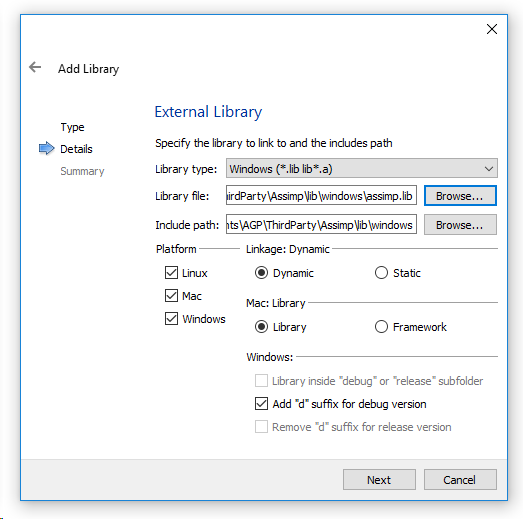 Add Library
External Library
Type
Details
Summary
Specify the library to link to and the includes path
Library type: Windows (*.lib lib*.a)
Library file: hirdParty\Assimp\lib\windows\assimp.lib Browse...
Include path: nts\AGP\ThirdParty\Assimp\lib\windows Browse...
Platform
Linux
Mac
Windows
Linkage: Dynamic
Dynamic Static
Mac: Library
Library Framework
Windows:
Library inside "debug" or "release" subfolder
Add "d" suffix for debug version
Remove "d" suffix for release version
Next Cancel